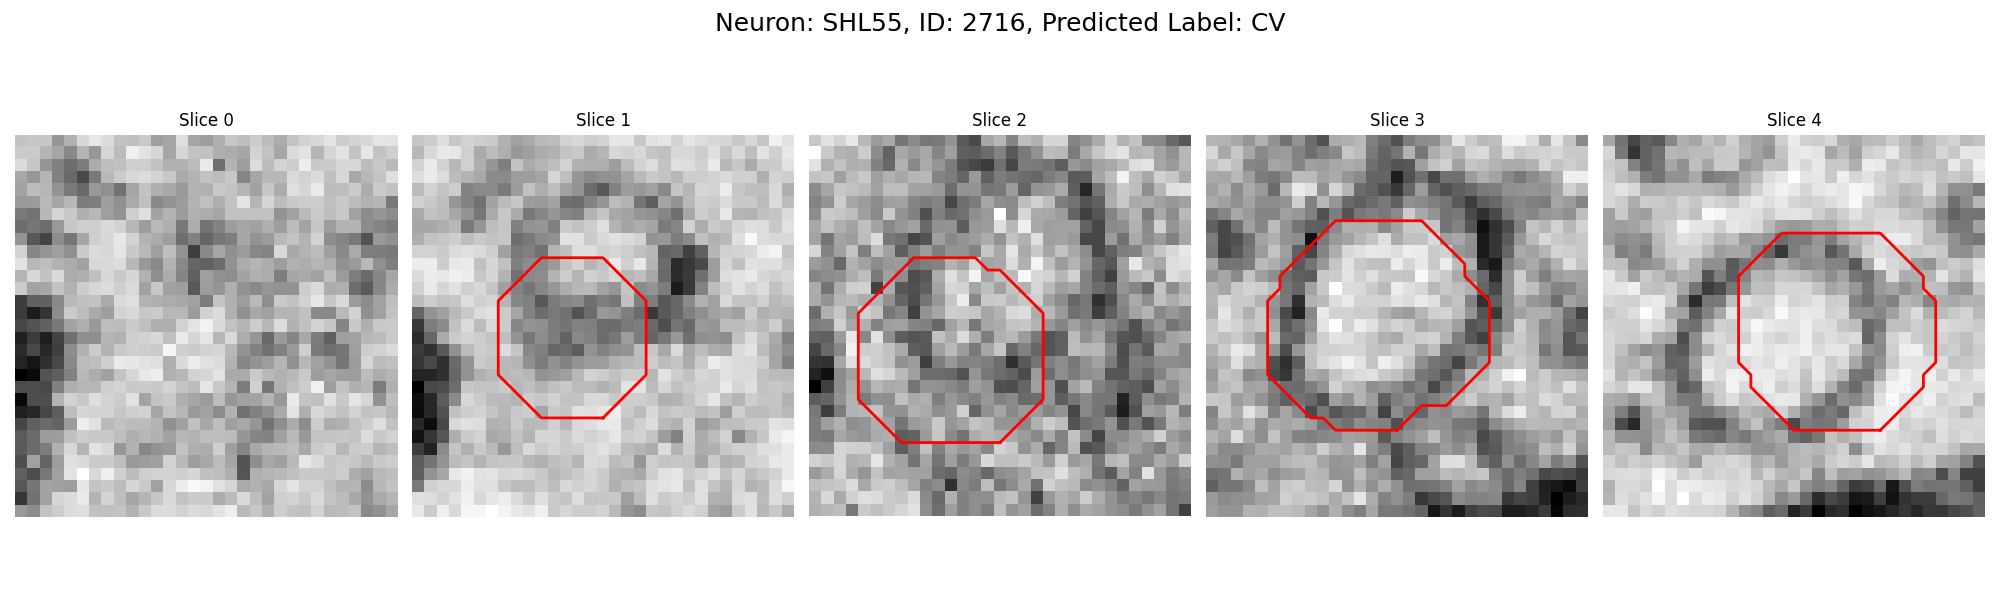 Neuron: SHL55, ID: 2716, Predicted Label: CV
Slice 0
Slice 1
Slice 2
Slice 3
Slice 4